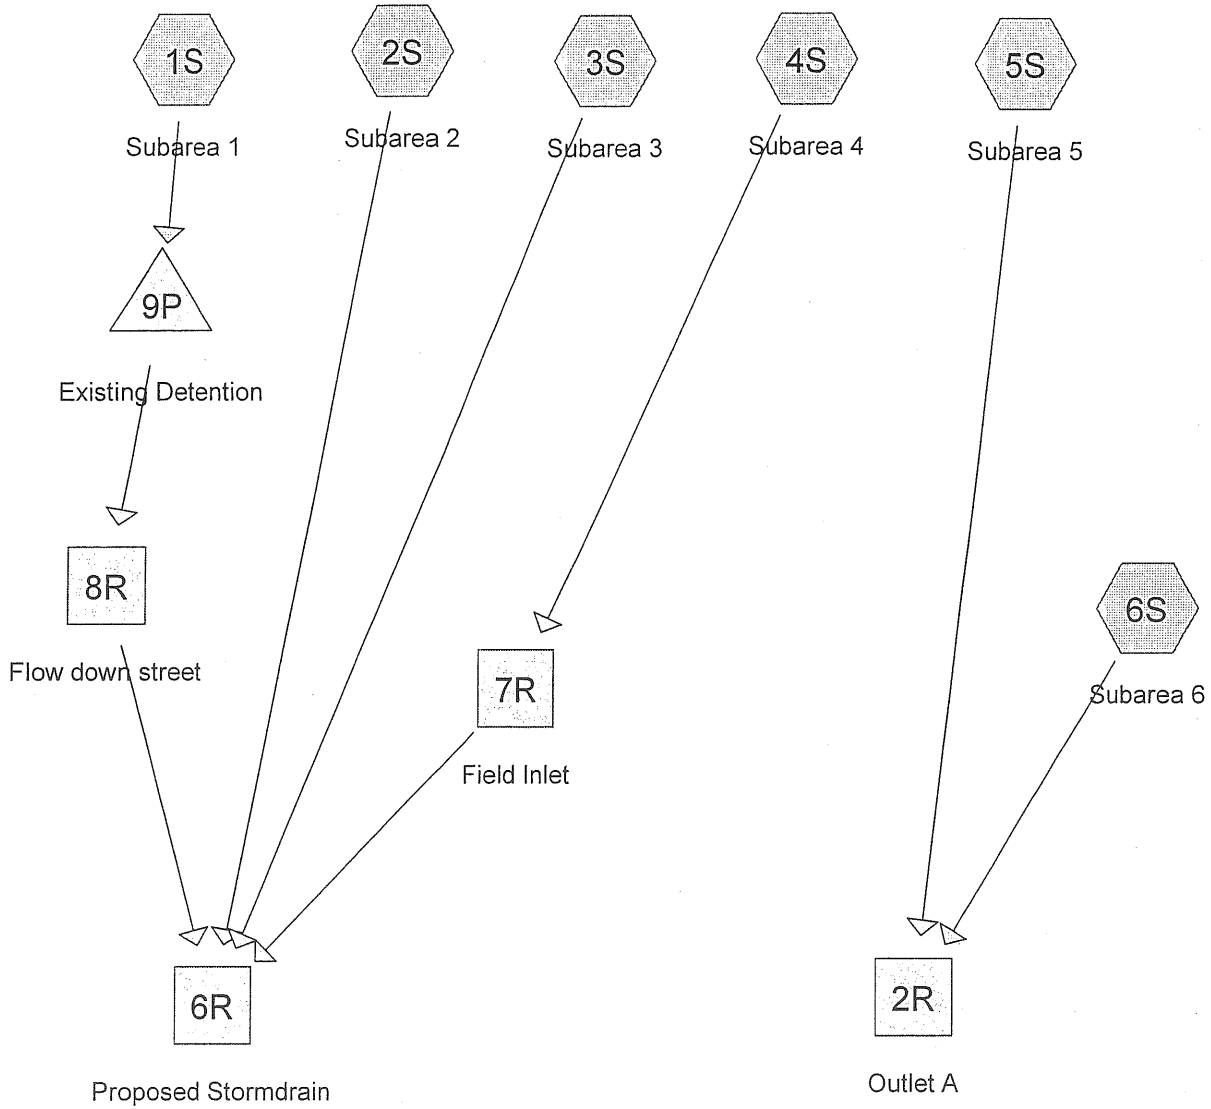 1S
2S
3S
4S
5S
Subarea 1
Subarea 2
Subarea 3
Subarea 4
Subarea 5
9P
Existing Detention
8R
6S
Flow down street
7R
Subarea 6
Field Inlet
6R
2R
Proposed Stormdrain
Outlet A